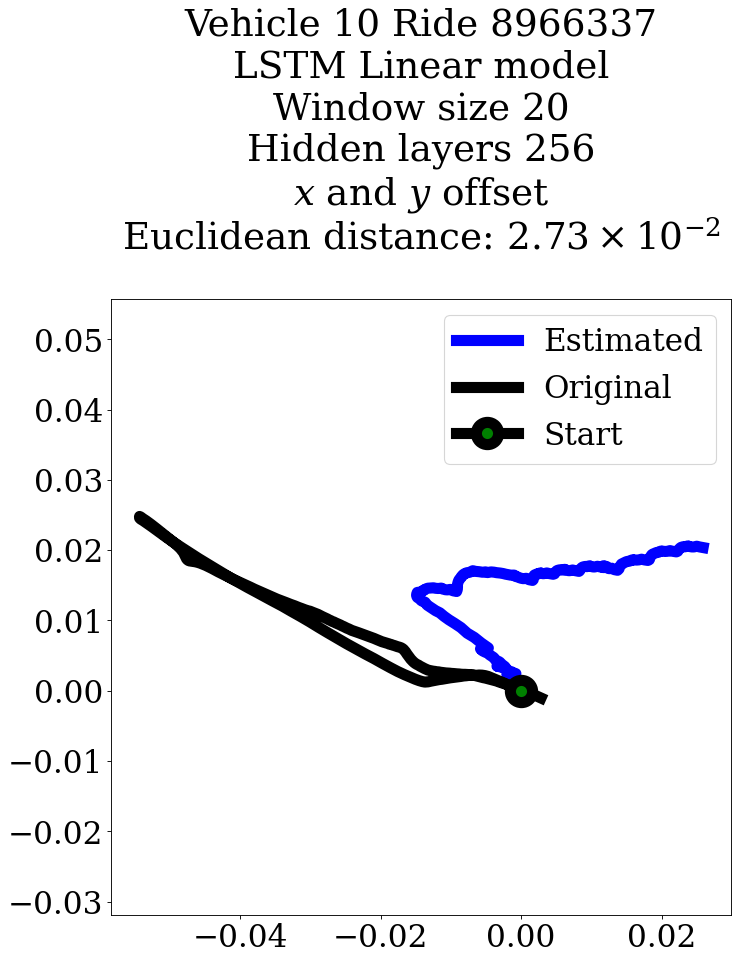 Vehicle 10 Ride 8966337
LSTM Linear model
Window size 20
Hidden layers 256
x and y offset
Euclidean distance: 2.73 × 10⁻²
Estimated
Original
Start
0.05
0.04
0.03
0.02
0.01
0.00
−0.01
−0.02
−0.03
−0.04 −0.02 0.00 0.02